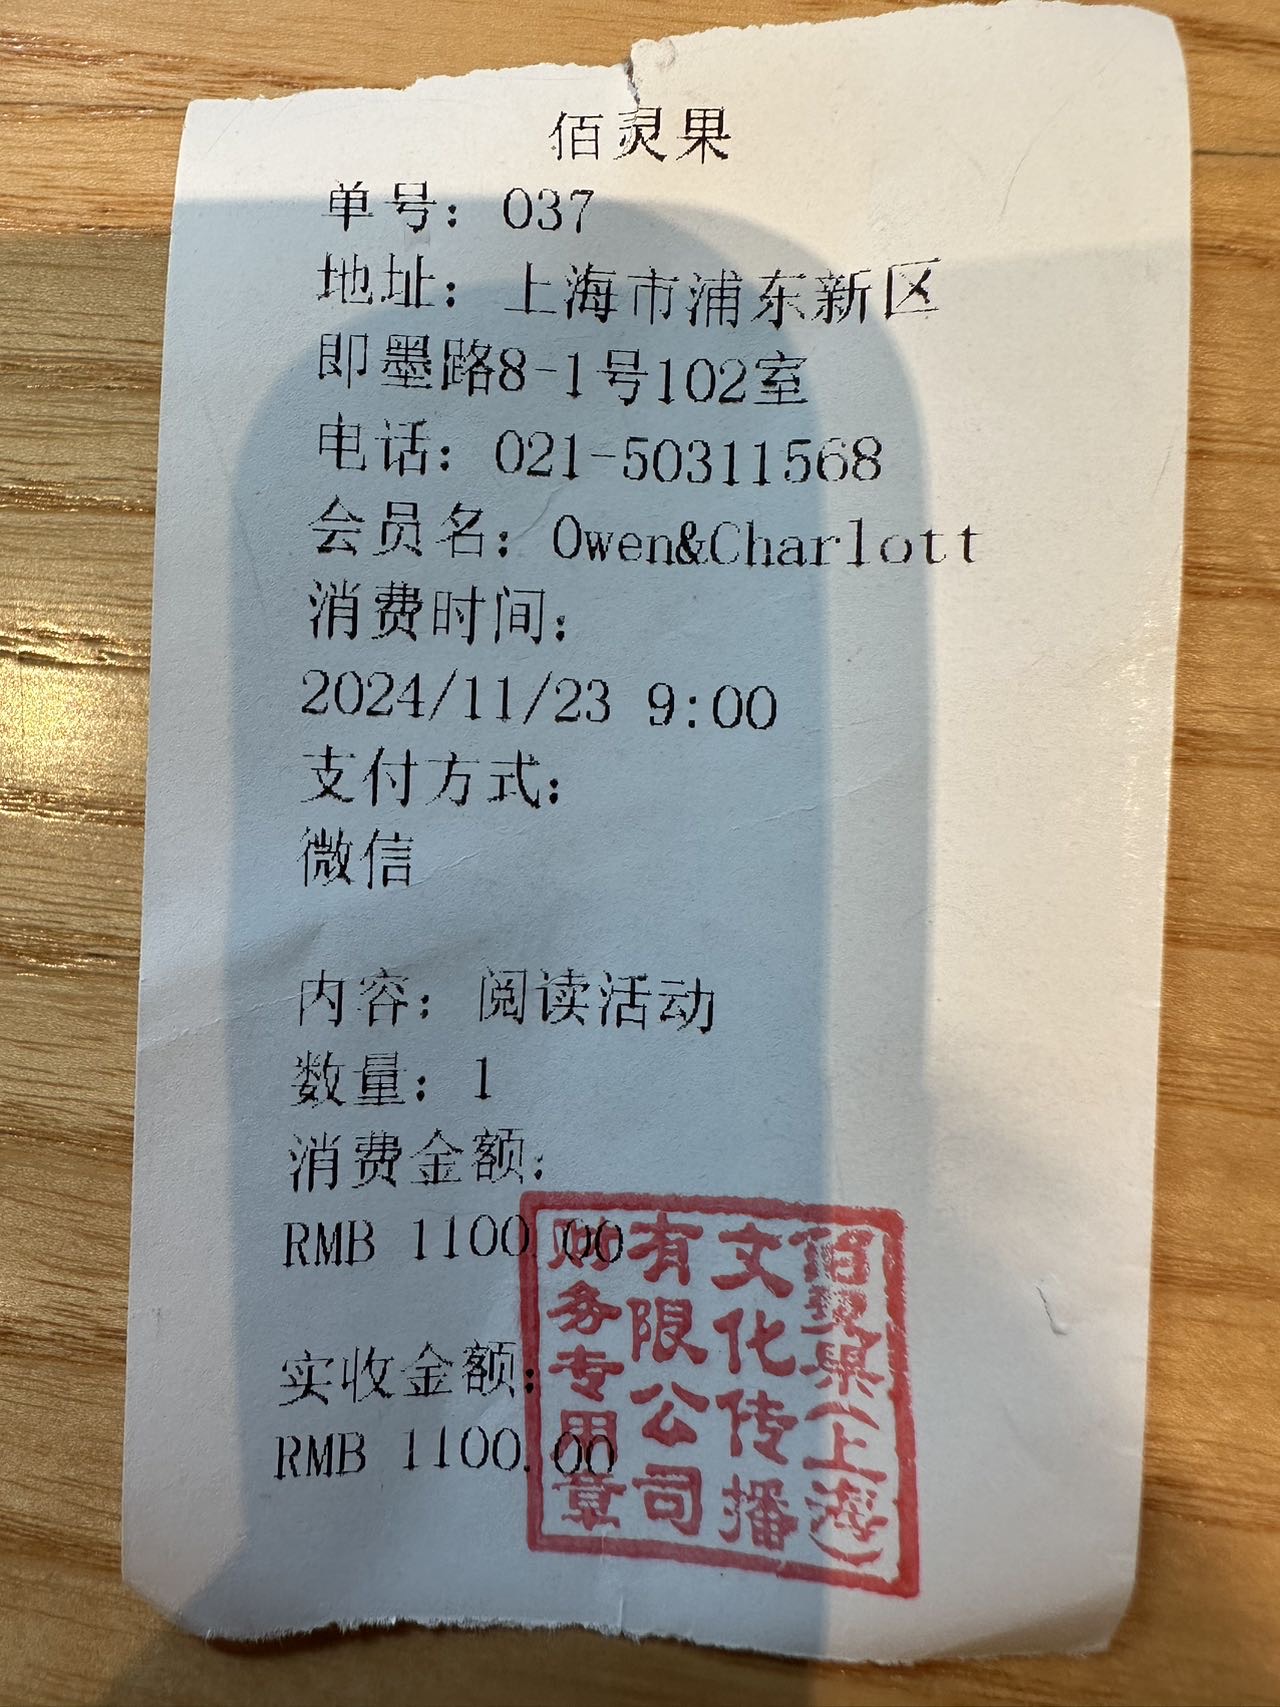 佰灵果
单号：037
地址：上海市浦东新区
即墨路8-1号102室
电话：021-50311568
会员名：Owen&Charlott
消费时间：
2024/11/23 9:00
支付方式：
微信
内容：阅读活动
数量：1
消费金额：
RMB 1100.00
实收金额：
RMB 1100.00
佰灵果(上海)
文化传播
有限公司
财务专用章